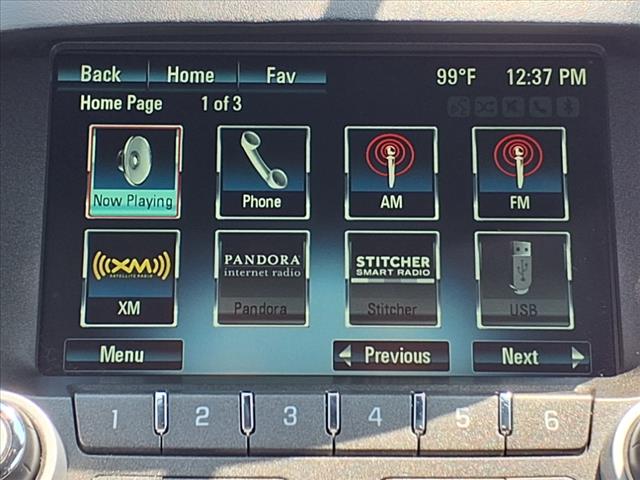 Back Home Fav 99°F 12:37 PM
Home Page 1 of 3
Now Playing Phone AM FM
XM
SATELLITE RADIO
PANDORA
internet radio
STITCHER
SMART RADIO
XM Pandora Stitcher USB
Menu Previous Next
1 2 3 4 5 6